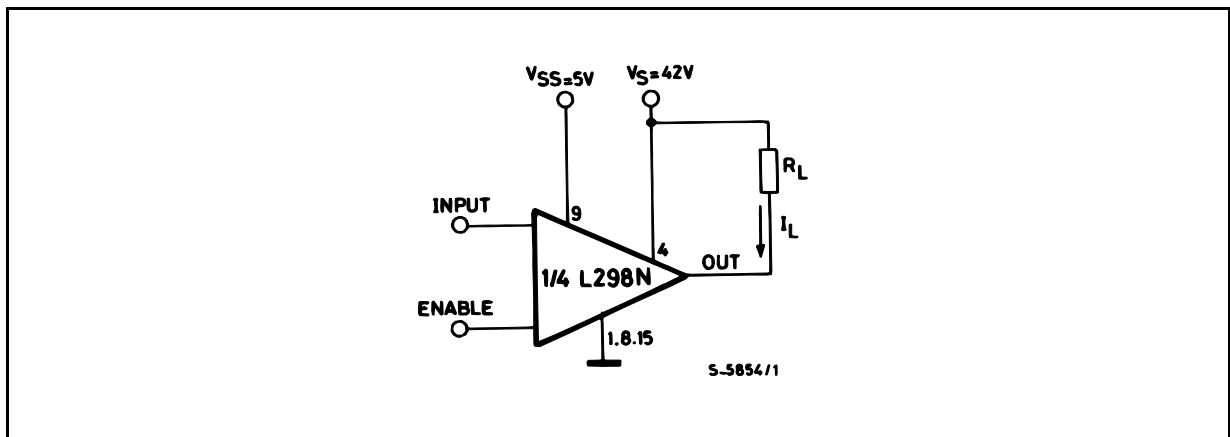 VSS=5V
VS=42V
RL
INPUT
9
IL
4
OUT
1/4 L298N
ENABLE
1.8.15
S-5854/1